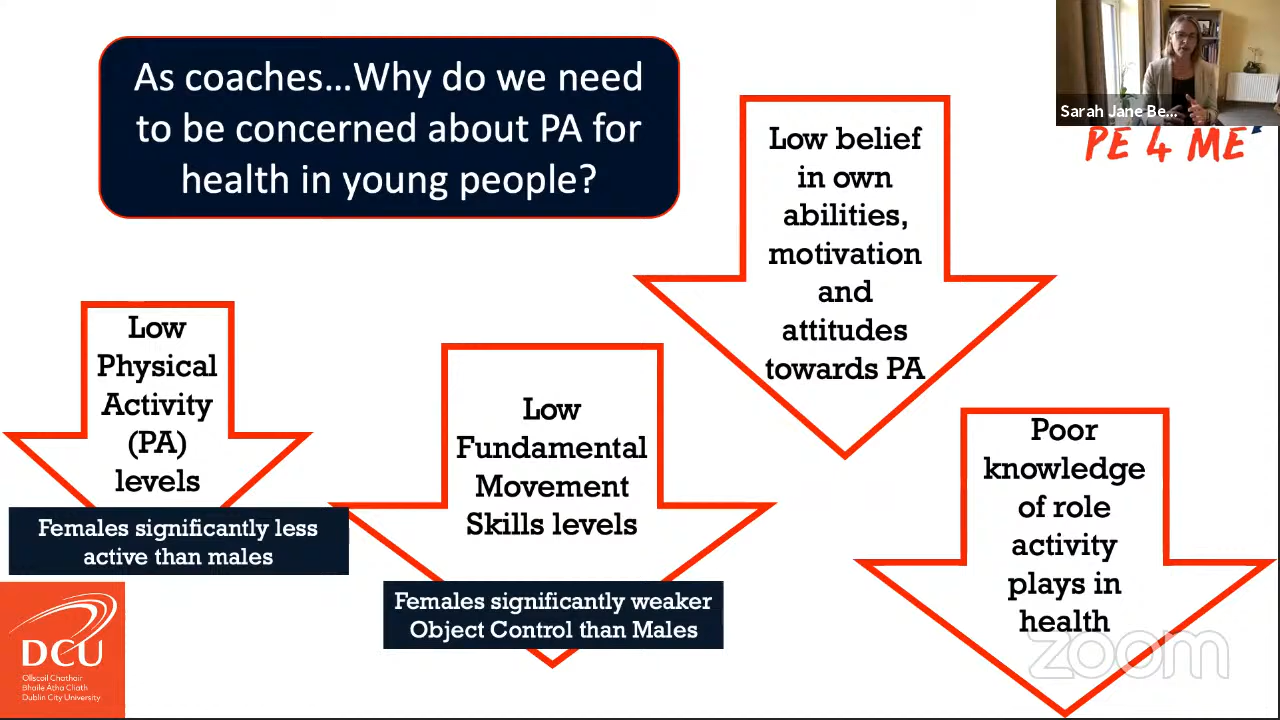 As coaches…Why do we need
to be concerned about PA for
health in young people?
Sarah Jane Be...
PE 4 ME
Low belief
in own
abilities,
motivation
and
attitudes
towards PA
Low
Physical
Activity
(PA)
levels
Females significantly less
active than males
Low
Fundamental
Movement
Skills levels
Females significantly weaker
Object Control than Males
Poor
knowledge
of role
activity
plays in
health
DCU
Ollscoil Chathair
Bhaile Átha Cliath
Dublin City University
zoom